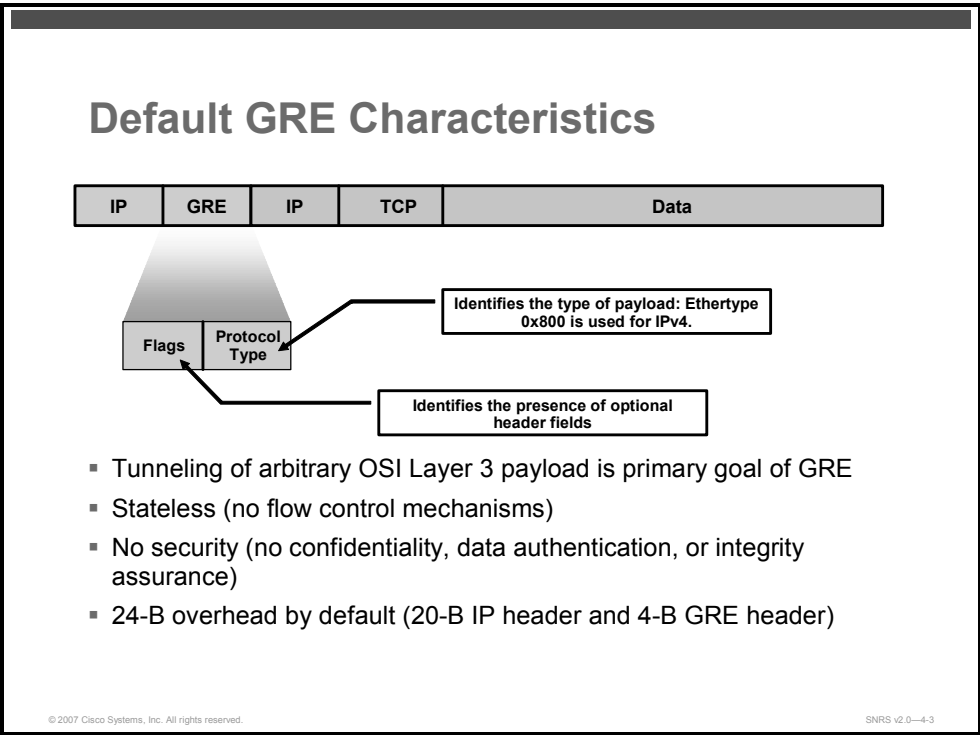 Default GRE Characteristics
IP GRE IP TCP Data
Identifies the type of payload: Ethertype
0x800 is used for IPv4.
Flags
Protocol
Type
Identifies the presence of optional
header fields
▪ Tunneling of arbitrary OSI Layer 3 payload is primary goal of GRE
▪ Stateless (no flow control mechanisms)
▪ No security (no confidentiality, data authentication, or integrity
assurance)
▪ 24-B overhead by default (20-B IP header and 4-B GRE header)
© 2007 Cisco Systems, Inc. All rights reserved. SNRS v2.0—4-3